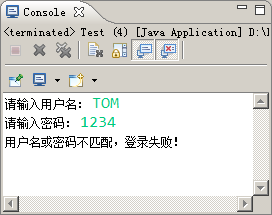 Console
<terminated> Test (4) [Java Application] D:\
请输入用户名: TOM
请输入密码: 1234
用户名或密码不匹配，登录失败!